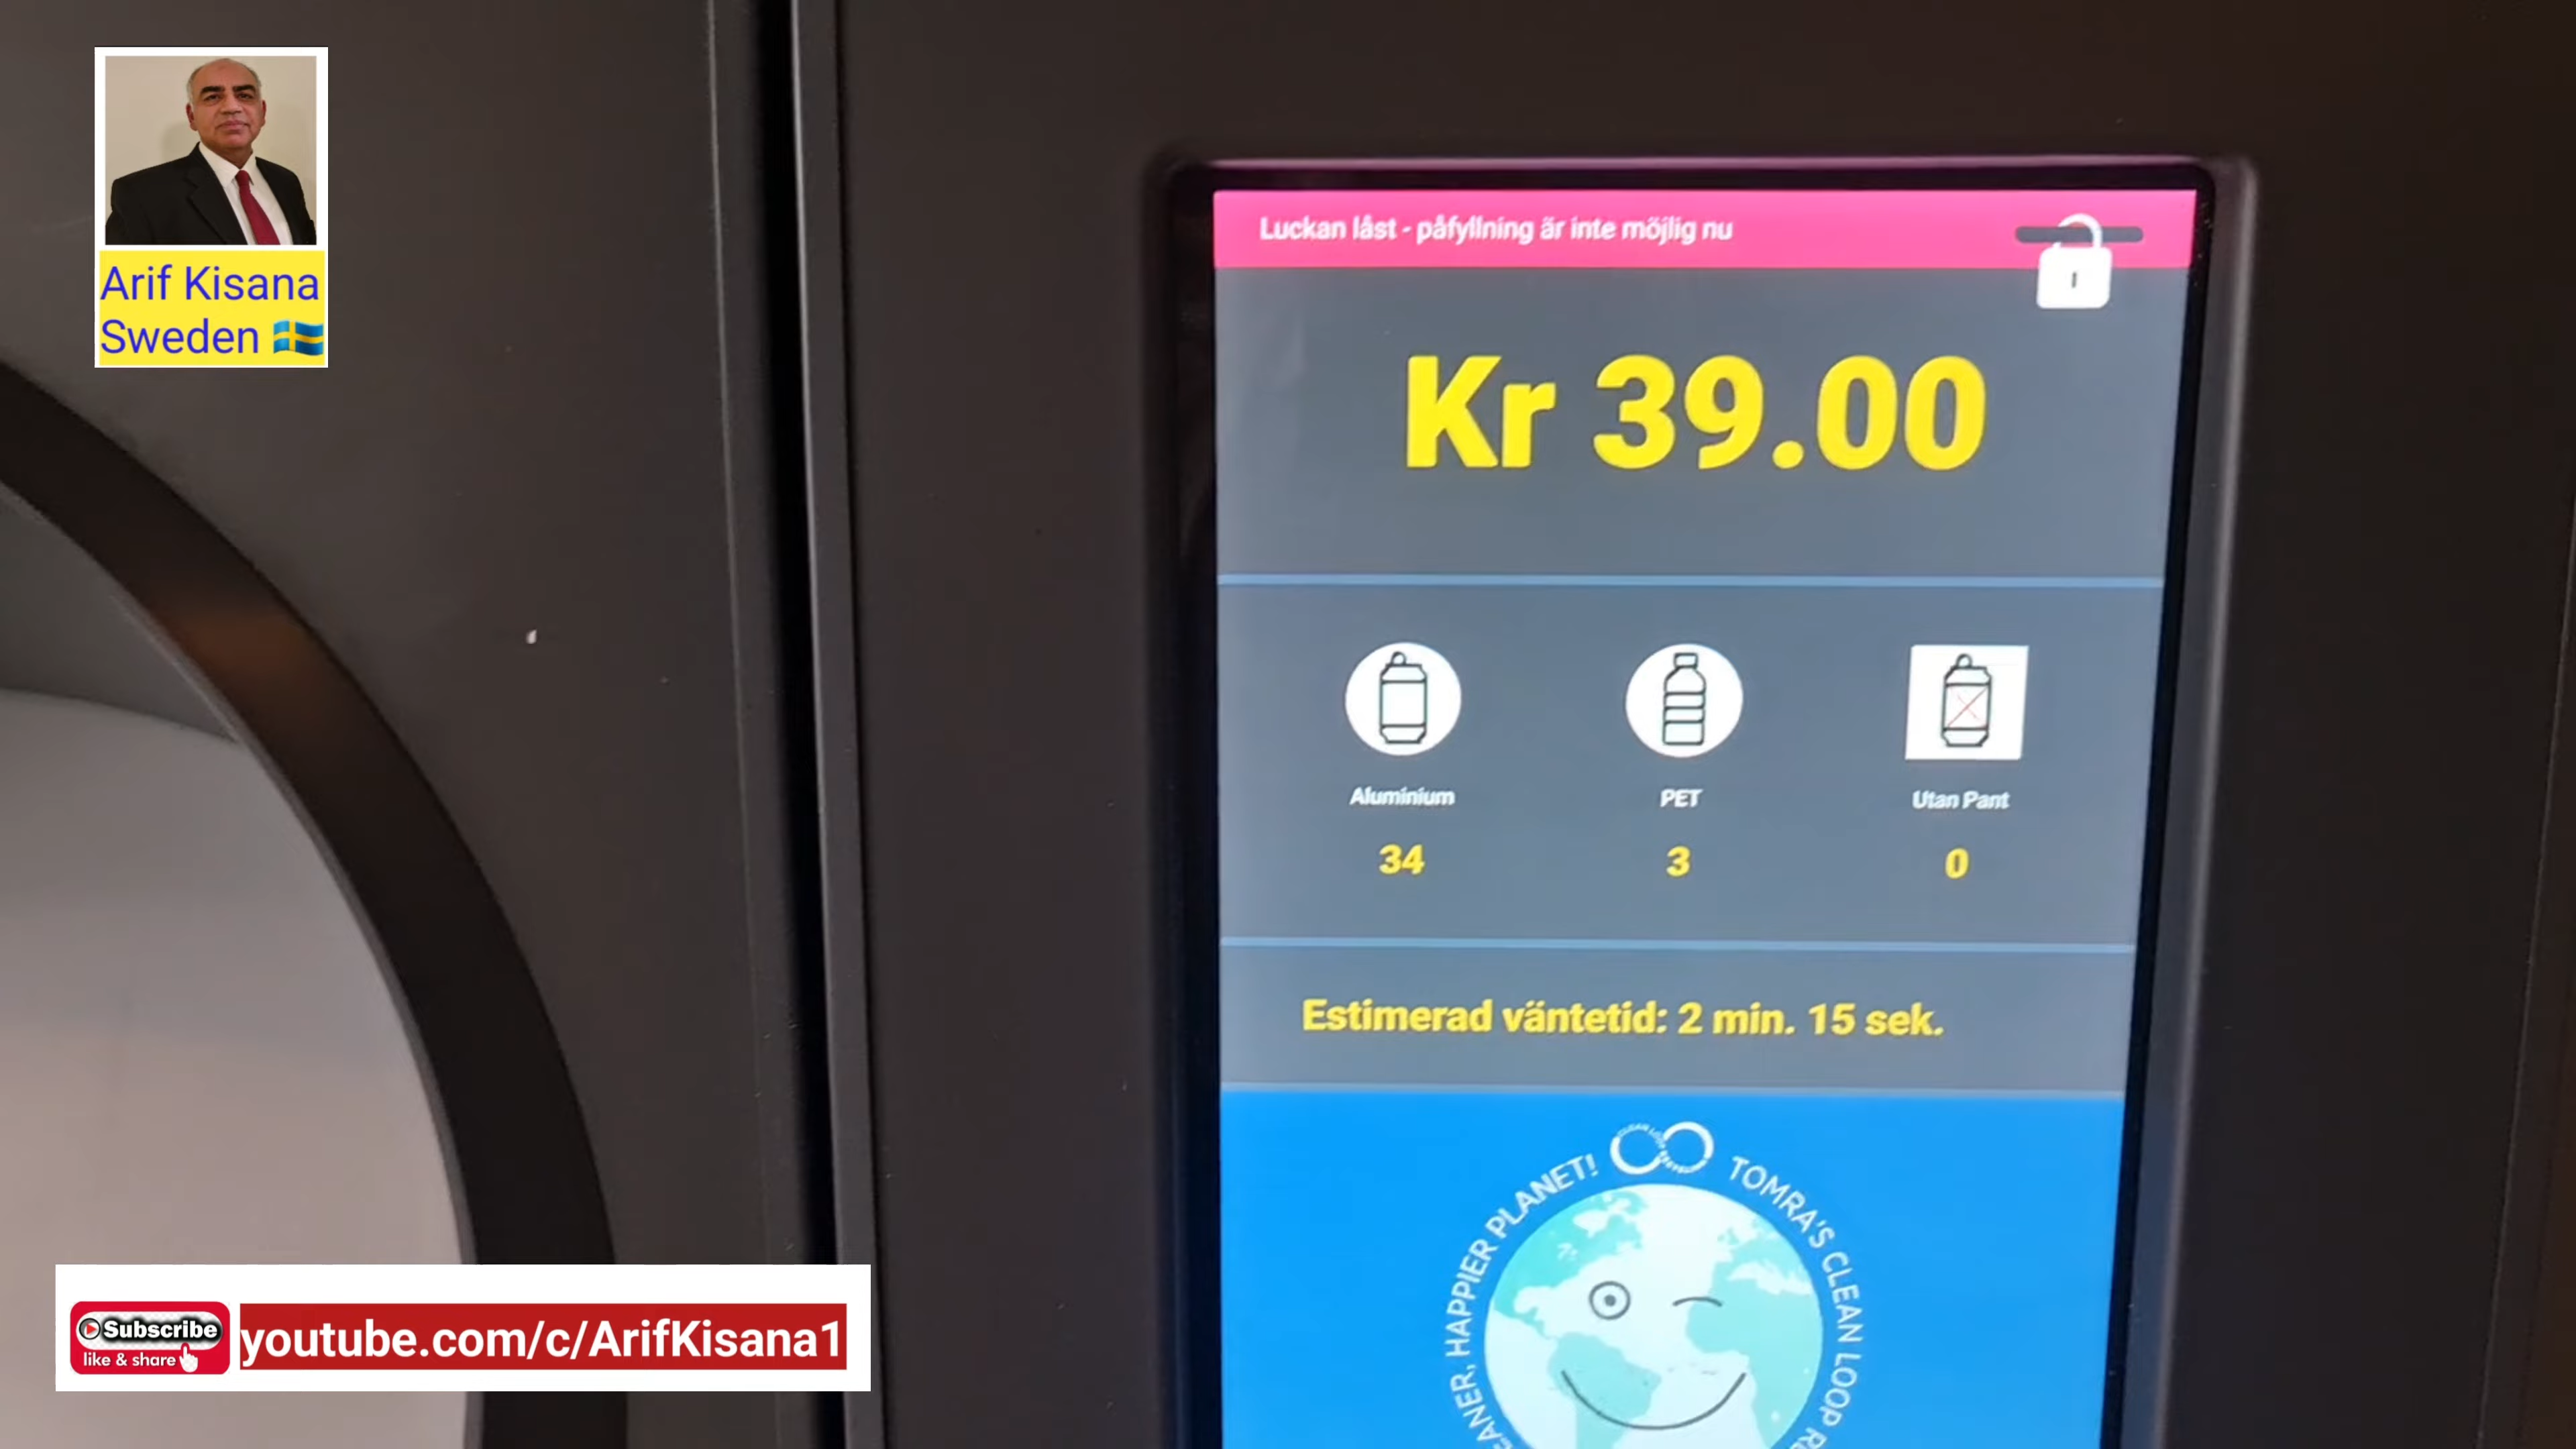 Arif Kisana
Sweden
Luckan låst - påfyllning är inte möjlig nu
Kr 39.00
Aluminium
PET
Utan Pant
34
3
0
Estimerad väntetid: 2 min. 15 sek.
HAPPIER PLANET!
TOMRA'S CLEAN LOOP
Subscribe
like & share
youtube.com/c/ArifKisana1